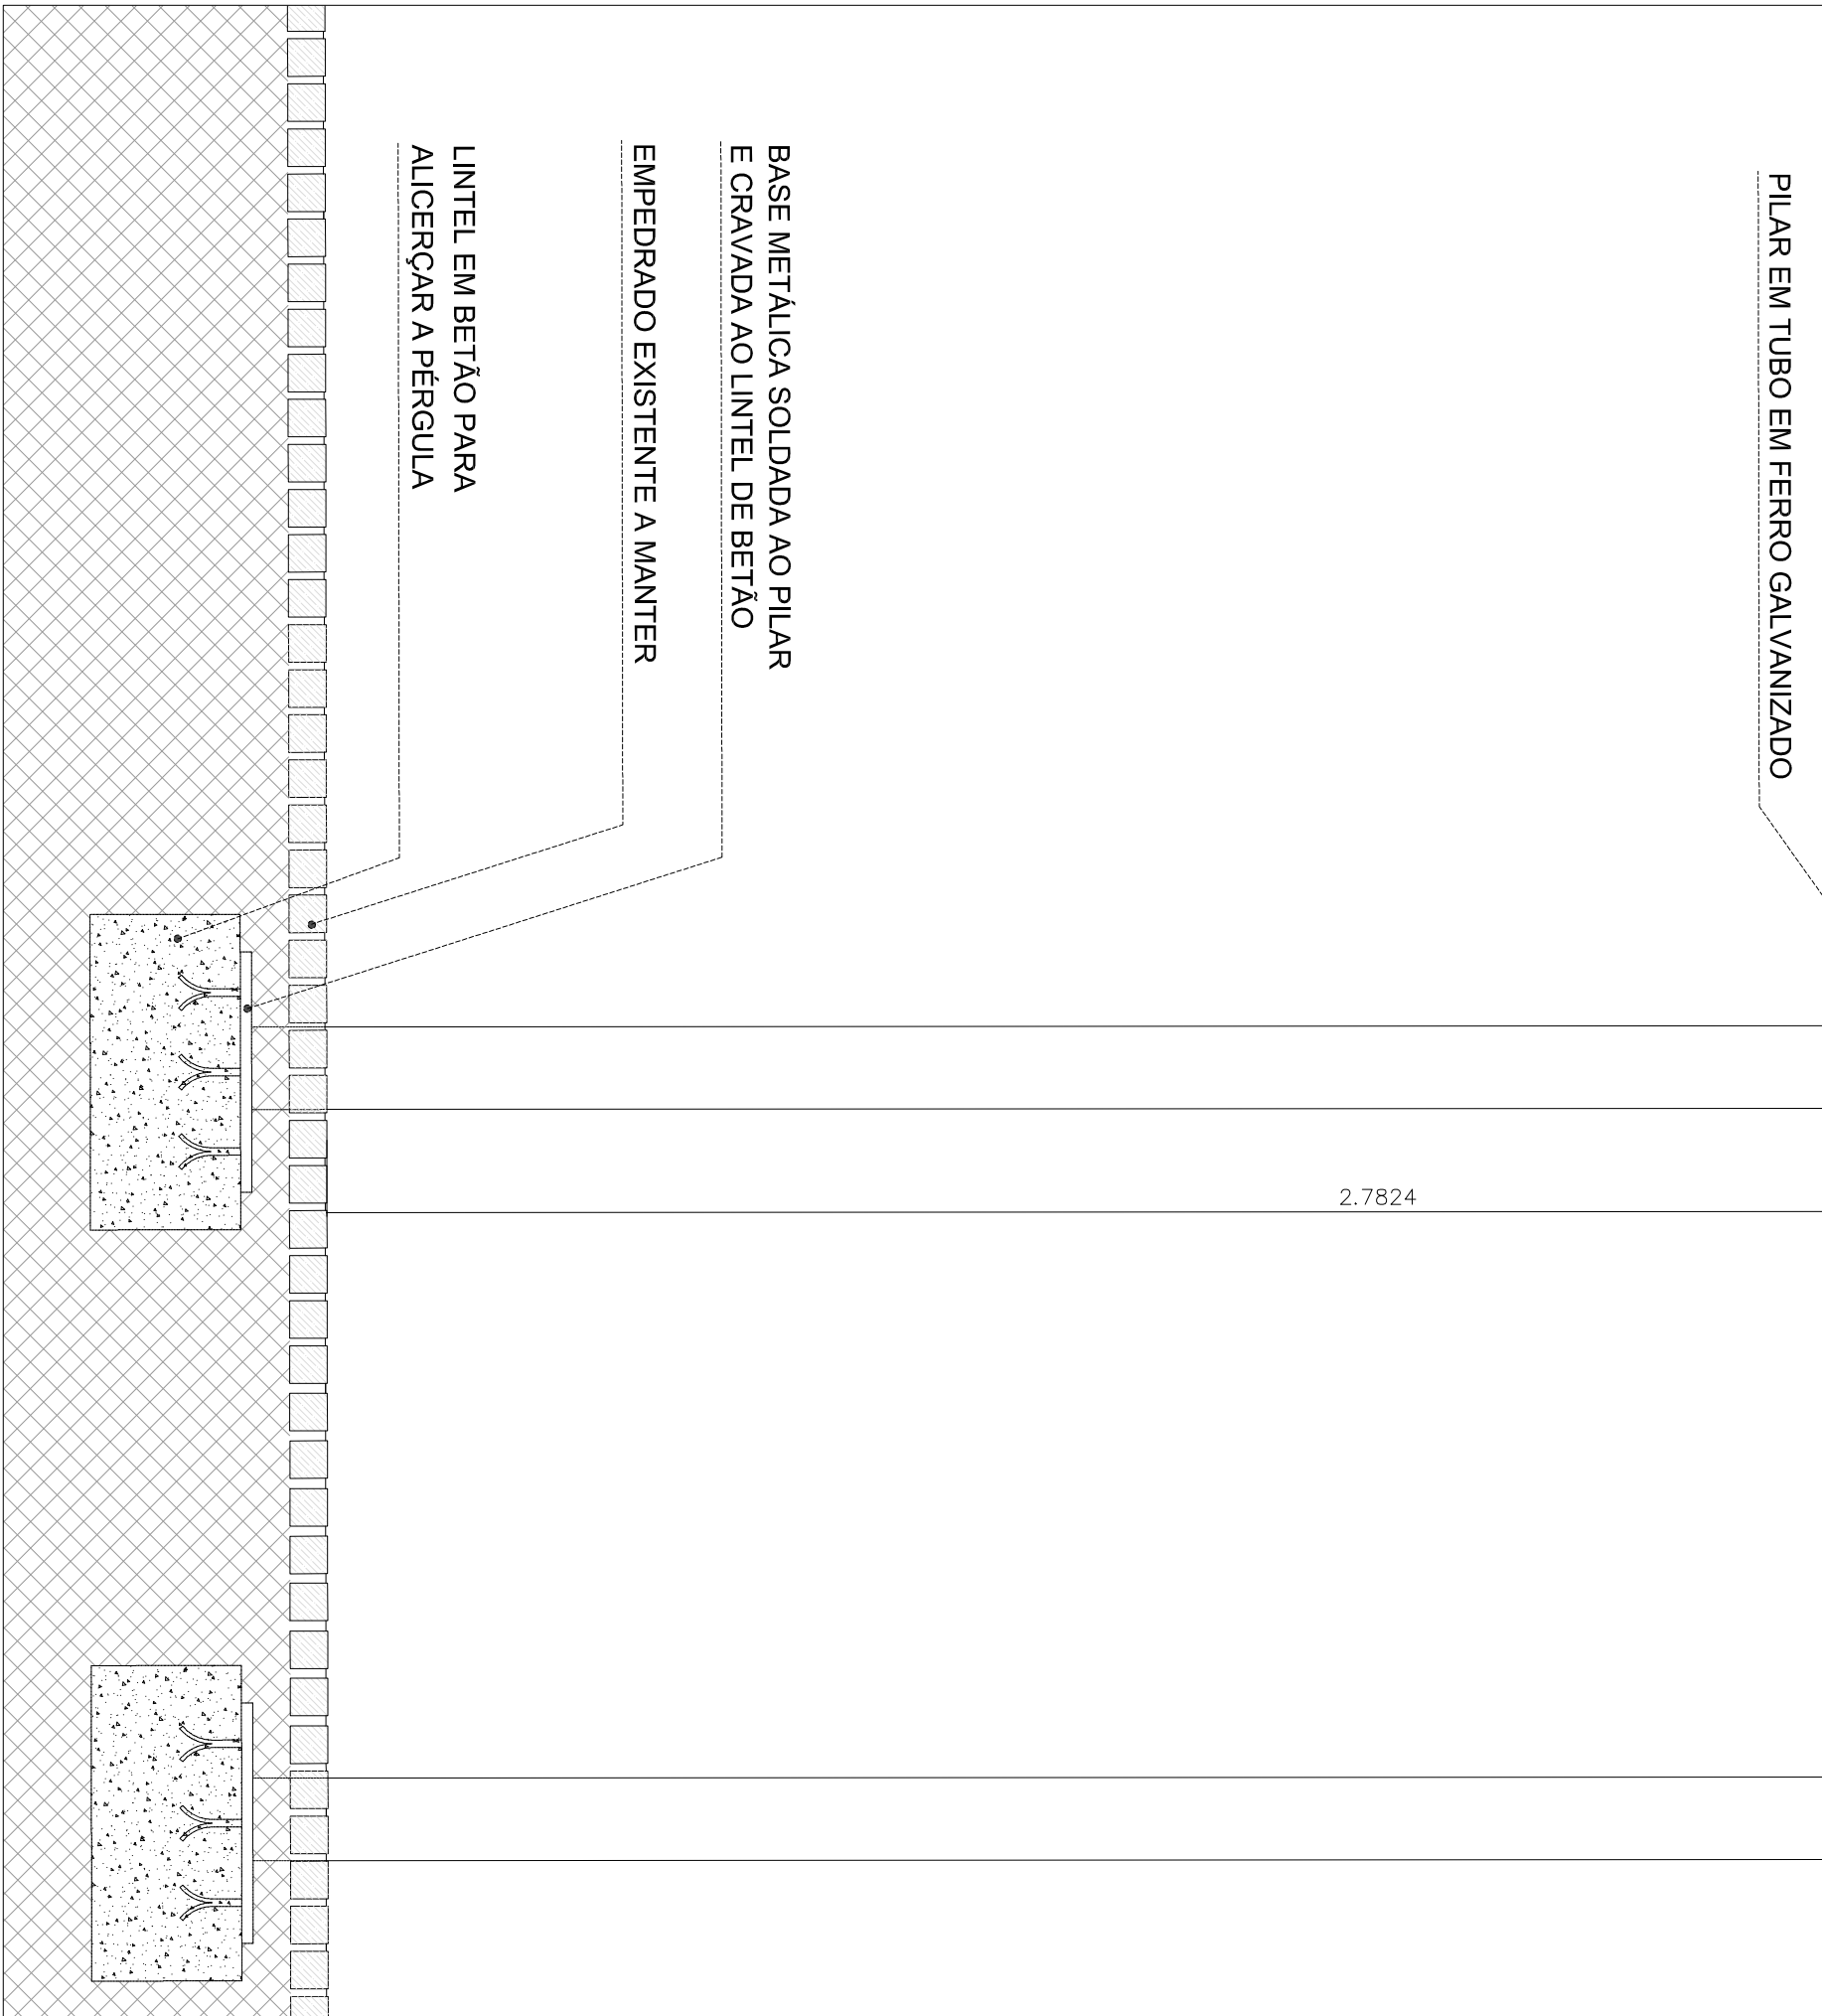 PILAR EM TUBO EM FERRO GALVANIZADO
BASE METÁLICA SOLDADA AO PILAR
E CRAVADA AO LINTEL DE BETÃO
EMPEDRADO EXISTENTE A MANTER
LINTEL EM BETÃO PARA
ALICERÇAR A PÉRGULA
2.7824